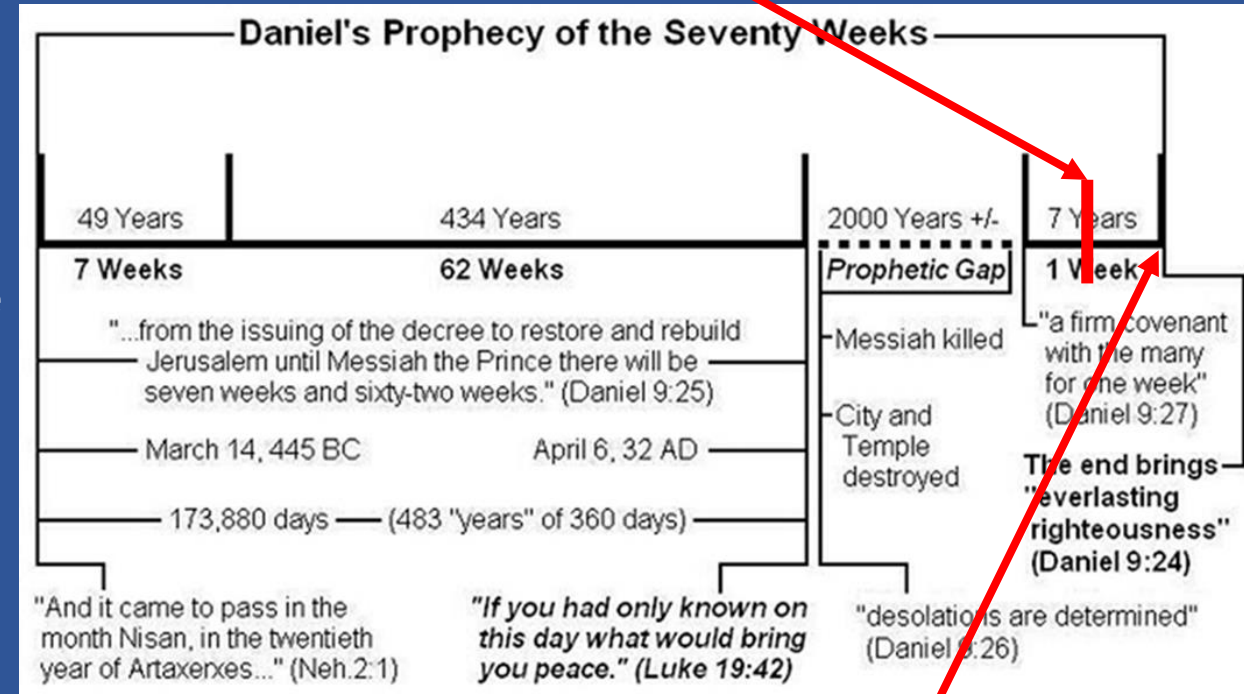 Daniel's Prophecy of the Seventy Weeks
49 Years
434 Years
2000 Years +/-
7 Years
7 Weeks
62 Weeks
Prophetic Gap
1 Week
"...from the issuing of the decree to restore and rebuild
Jerusalem until Messiah the Prince there will be
seven weeks and sixty-two weeks." (Daniel 9:25)
March 14, 445 BC
April 6, 32 AD
173,880 days
(483 "years" of 360 days)
"And it came to pass in the
month Nisan, in the twentieth
year of Artaxerxes..." (Neh.2:1)
"If you had only known on
this day what would bring
you peace." (Luke 19:42)
Messiah killed
City and
Temple
destroyed
"desolations are determined"
(Daniel 9:26)
"a firm covenant
with the many
for one week"
(Daniel 9:27)
The end brings
"everlasting
righteousness"
(Daniel 9:24)